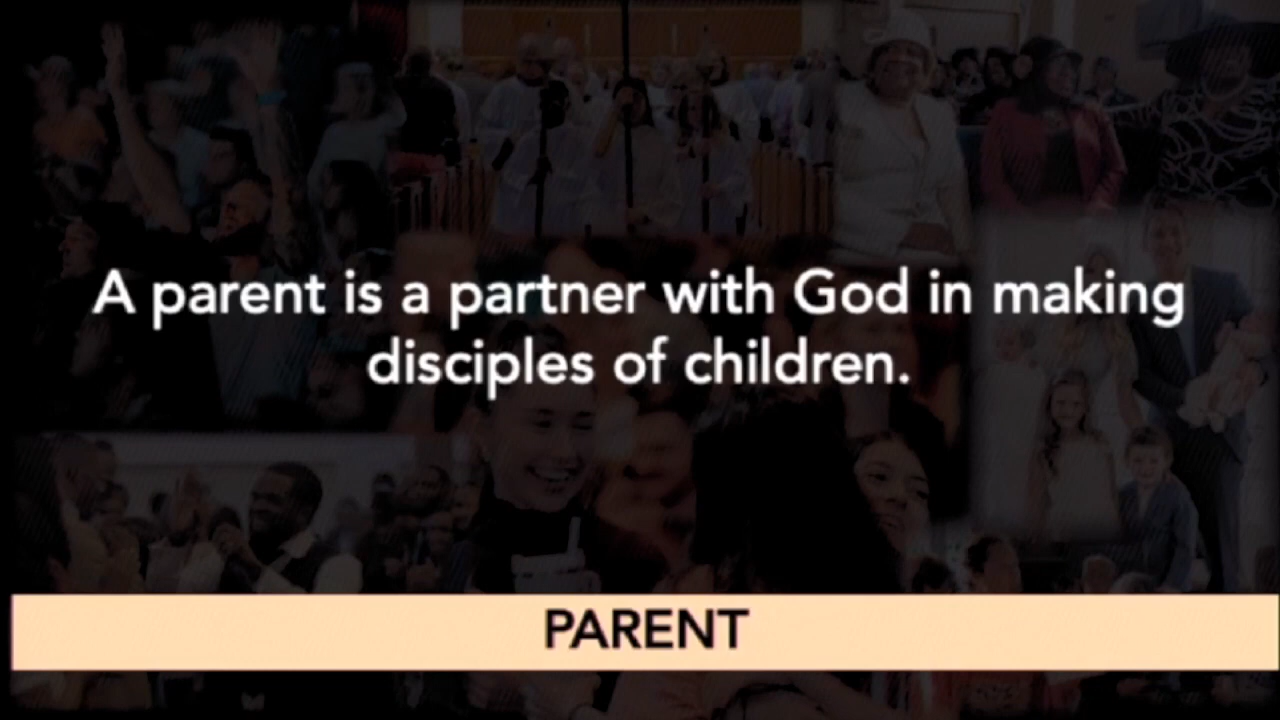 A parent is a partner with God in making
disciples of children.
PARENT